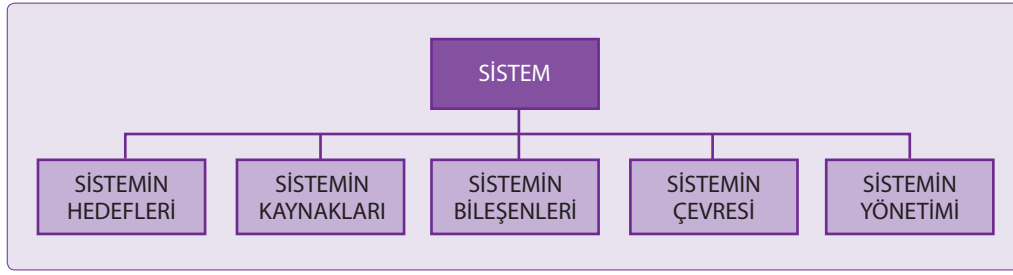 SİSTEM
SİSTEMİN
HEDEFLERİ
SİSTEMİN
KAYNAKLARI
SİSTEMİN
BİLEŞENLERİ
SİSTEMİN
ÇEVRESİ
SİSTEMİN
YÖNETİMİ